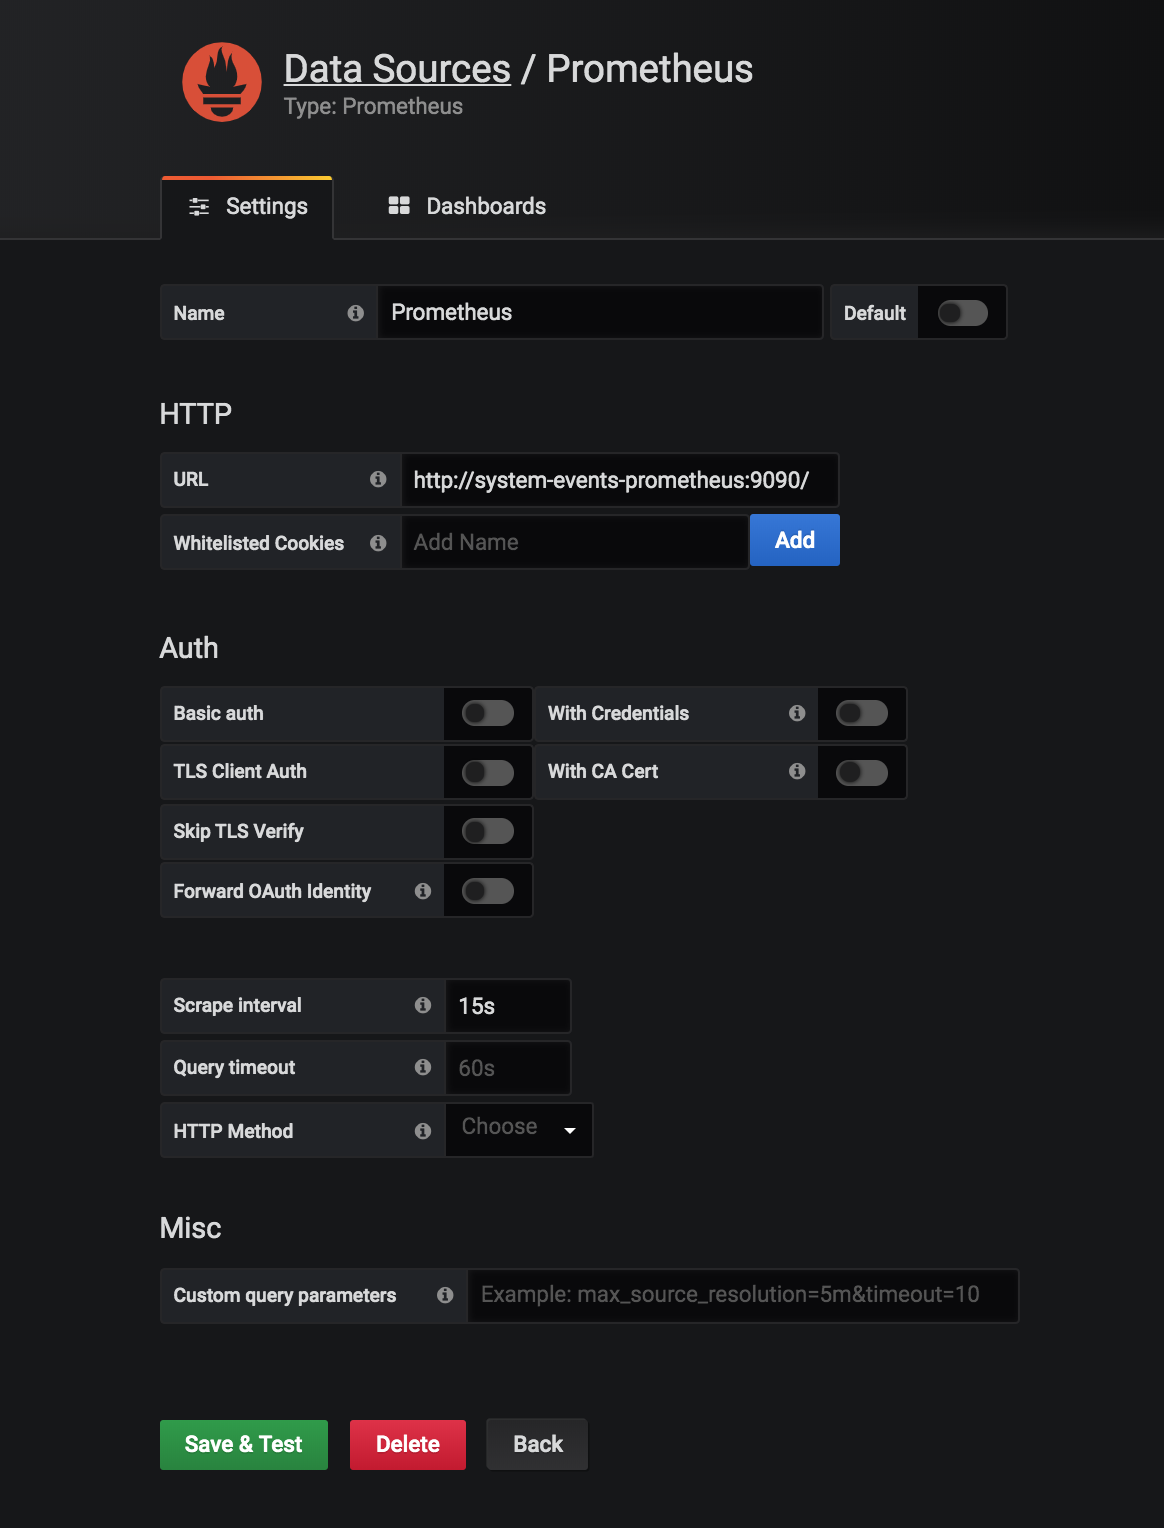 Data Sources / Prometheus
Type: Prometheus
Settings Dashboards
Name Prometheus Default
HTTP
URL http://system-events-prometheus:9090/
Whitelisted Cookies Add Name Add
Auth
Basic auth With Credentials
TLS Client Auth With CA Cert
Skip TLS Verify
Forward OAuth Identity
Scrape interval 15s
Query timeout 60s
HTTP Method Choose
Misc
Custom query parameters Example: max_source_resolution=5m&timeout=10
Save & Test Delete Back